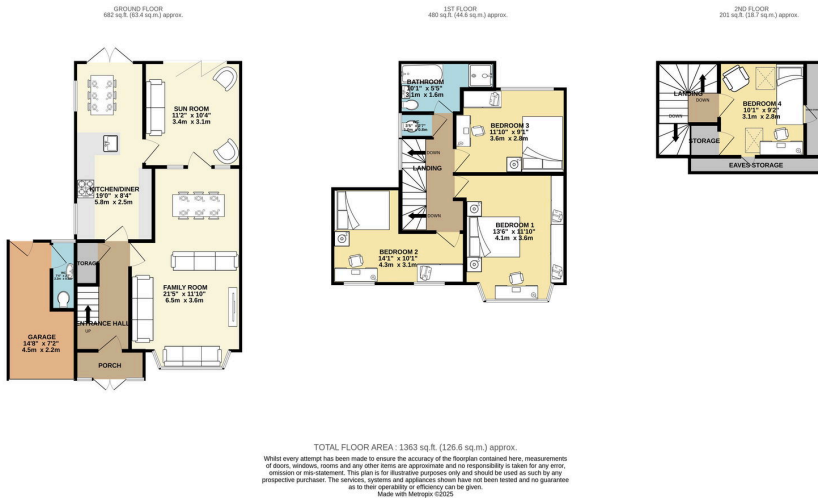 GROUND FLOOR
682 sq.ft. (63.4 sq.m.) approx.
SUN ROOM
11'2" x 10'4"
3.4m x 3.1m
KITCHEN/DINER
19'0" x 8'4"
5.8m x 2.5m
STORAGE
WC
FAMILY ROOM
21'5" x 11'10"
6.5m x 3.6m
ENTRANCE HALL
UP
GARAGE
14'8" x 7'2"
4.5m x 2.2m
PORCH
1ST FLOOR
480 sq.ft. (44.6 sq.m.) approx.
BATHROOM
10'1" x 5'5"
3.1m x 1.6m
WC
BEDROOM 3
11'10" x 9'1"
3.6m x 2.8m
DOWN
LANDING
DOWN
BEDROOM 1
13'6" x 11'10"
4.1m x 3.6m
BEDROOM 2
14'1" x 10'1"
4.3m x 3.1m
2ND FLOOR
201 sq.ft. (18.7 sq.m.) approx.
LANDING
DOWN
DOWN
BEDROOM 4
10'1" x 9'2"
3.1m x 2.8m
STORAGE
EAVES STORAGE
TOTAL FLOOR AREA : 1363 sq.ft. (126.6 sq.m.) approx.
Whilst every attempt has been made to ensure the accuracy of the floorplan contained here, measurements
of doors, windows, rooms and any other items are approximate and no responsibility is taken for any error,
omission or mis-statement. This plan is for illustrative purposes only and should be used as such by any
prospective purchaser. The services, systems and appliances shown have not been tested and no guarantee
as to their operability or efficiency can be given.
Made with Metropix ©2025